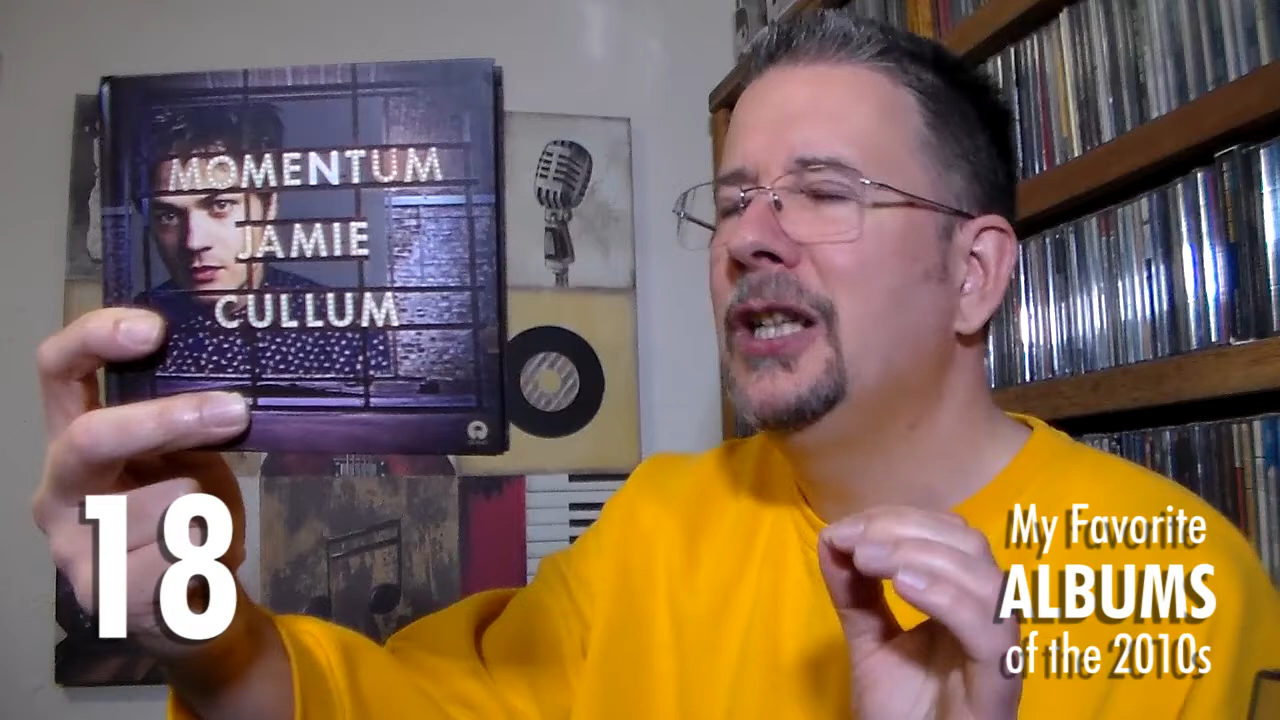 MOMENTUM
JAMIE
CULLUM
18
My Favorite
ALBUMS
of the 2010s